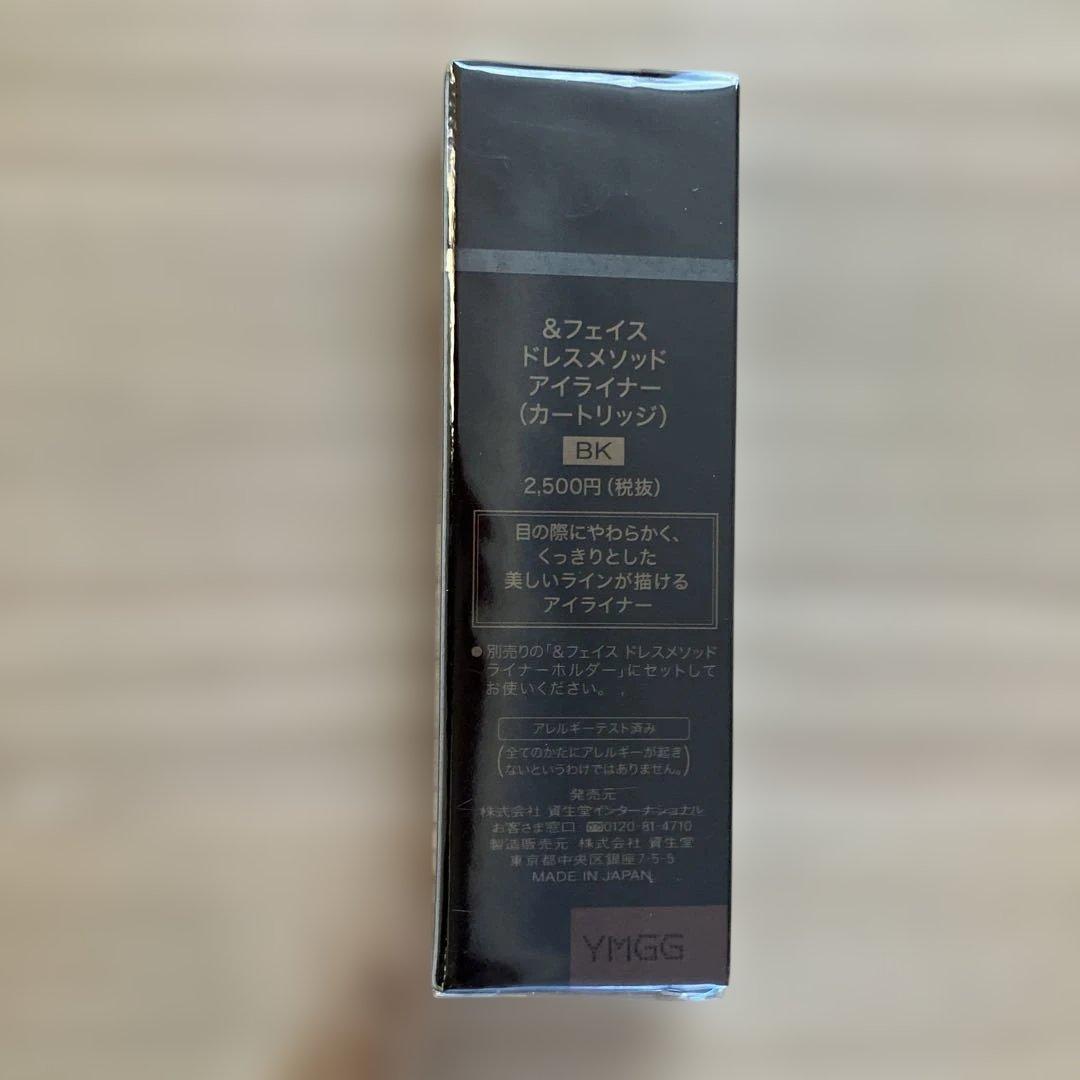 &フェイス
ドレスメソッド
アイライナー
(カートリッジ)
BK
2,500円(税抜)
目の際にやわらかく、
くっきりとした
美しいラインが描ける
アイライナー
●別売りの「&フェイス ドレスメソッド
ライナーホルダー」にセットして
お使いください。
アレルギーテスト済み
(全てのかたにアレルギーが起き
ないというわけではありません。)
発売元
株式会社 資生堂インターナショナル
お客さま窓口 0120-81-4710
製造販売元 株式会社 資生堂
東京都中央区銀座7-5-5
MADE IN JAPAN
YMGG